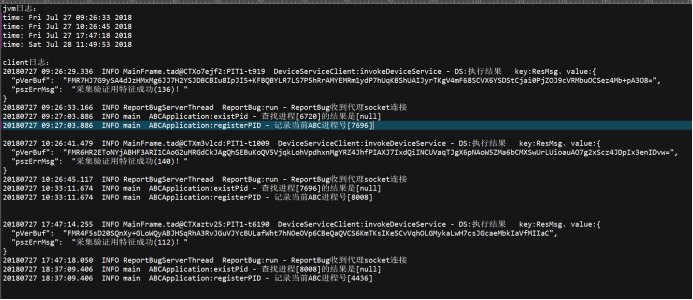 jvm日志:
time: Fri Jul 27 09:26:33 2018
time: Fri Jul 27 10:26:45 2018
time: Fri Jul 27 17:47:18 2018
time: Sat Jul 28 11:49:53 2018
client日志:
20180727 09:26:29.336 INFO MainFrame.tad@CTXo7ejf2:PIT1-t919 DeviceServiceClient:invokeDeviceService - DS:执行结果 key:ResMsg、value:{
"pVerBuf":
"pszErrMsg": "采集验用特征成功(136)！"
}
20180727 09:26:33.166 INFO ReportBugServerThread ReportBug:run - ReportBug收到代理socket连接
20180727 09:27:03.886 INFO main ABCApplication:existPid - 查找进程[6720]的结果是[null]
20180727 09:27:03.886 INFO main ABCApplication:registerPID - 记录当前ABC进程号[7696]
20180727 10:26:41.479 INFO MainFrame.tad@CTXm3vlcd:PIT1-t1009 DeviceServiceClient:invokeDeviceService - DS:执行结果 key:ResMsg、value:{
"pVerBuf":
"pszErrMsg": "采集验用特征成功(140)！"
}
20180727 10:26:45.117 INFO ReportBugServerThread ReportBug:run - ReportBug收到代理socket连接
20180727 10:33:11.674 INFO main ABCApplication:existPid - 查找进程[7696]的结果是[null]
20180727 10:33:11.674 INFO main ABCApplication:registerPID - 记录当前ABC进程号[8008]
20180727 17:47:14.255 INFO MainFrame.tad@CTXaztv25:PIT1-t6190 DeviceServiceClient:invokeDeviceService - DS:执行结果 key:ResMsg、value:{
"pVerBuf":
"pszErrMsg": "采集验用特征成功(112)！"
}
20180727 17:47:18.050 INFO ReportBugServerThread ReportBug:run - ReportBug收到代理socket连接
20180727 18:37:09.406 INFO main ABCApplication:existPid - 查找进程[8008]的结果是[null]
20180727 18:37:09.406 INFO main ABCApplication:registerPID - 记录当前ABC进程号[4436]